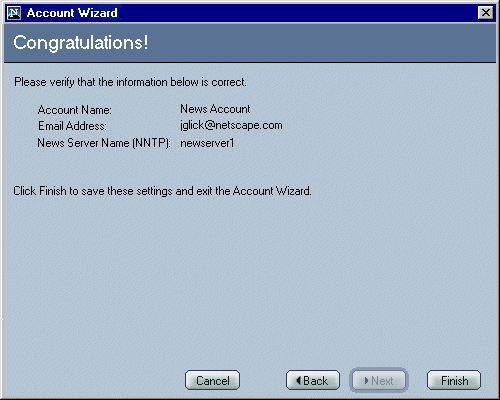 N Account Wizard
Congratulations!
Please verify that the information below is correct.
Account Name: News Account
Email Address: jglick@netscape.com
News Server Name (NNTP): newserver1
Click Finish to save these settings and exit the Account Wizard.
Cancel Back Next Finish